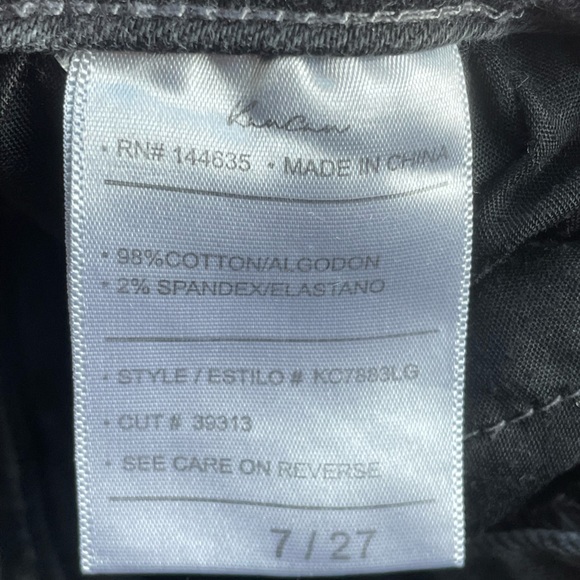 KanCan
• RN# 144635 • MADE IN CHINA
• 98%COTTON/ALGODON
• 2% SPANDEX/ELASTANO
• STYLE / ESTILO # KC7883LG
• CUT # 39313
• SEE CARE ON REVERSE
7 / 27